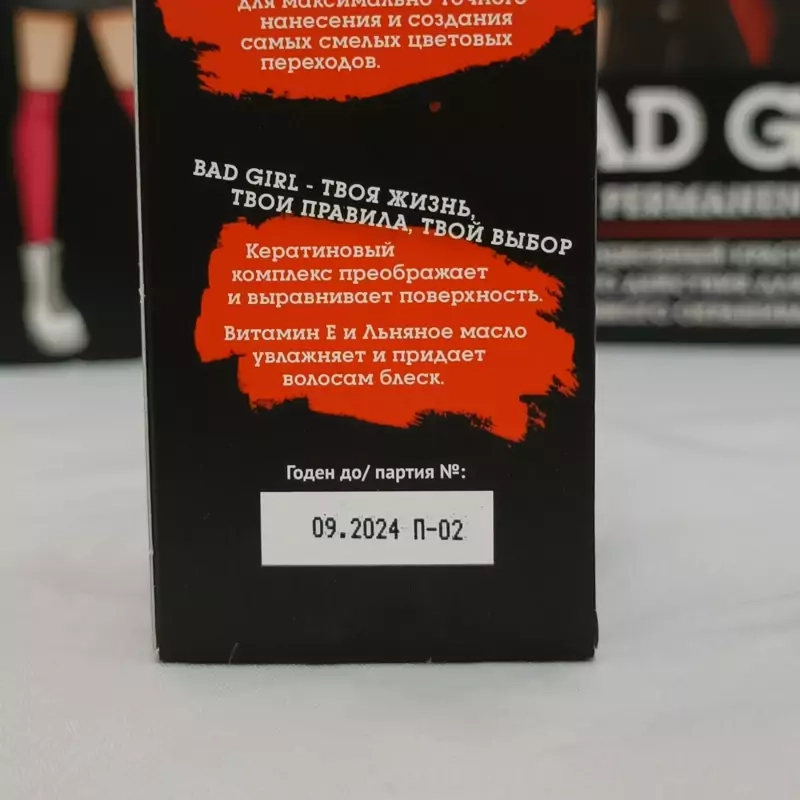 для максимально точного
нанесения и создания
самых смелых цветовых
переходов.
BAD GIRL - ТВОЯ ЖИЗНЬ,
ТВОИ ПРАВИЛА, ТВОЙ ВЫБОР
Кератиновый
комплекс преображает
и выравнивает поверхность.
Витамин Е и Льняное масло
увлажняет и придает
волосам блеск.
Годен до/ партия №:
09.2024 П-02
AD G
PERMANEN